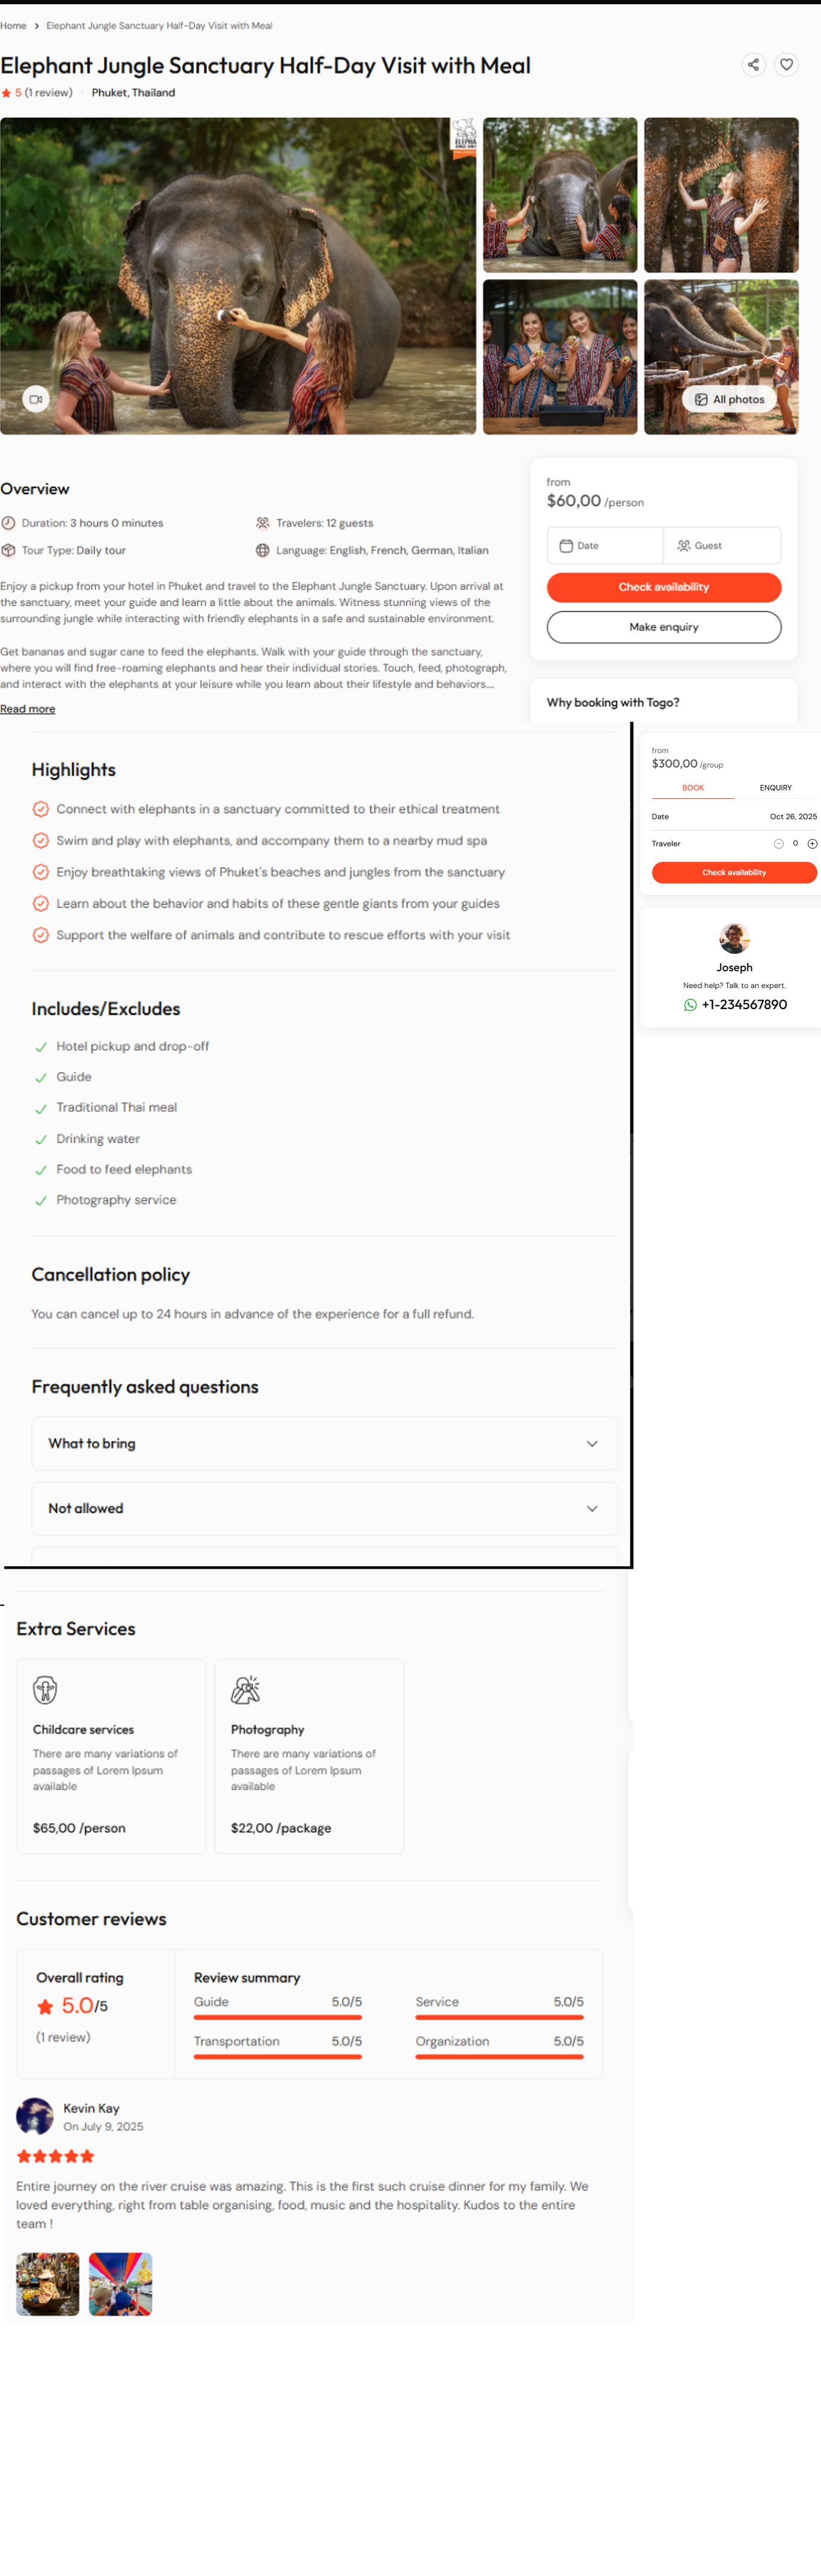 Home > Elephant Jungle Sanctuary Half-Day Visit with Meal
Elephant Jungle Sanctuary Half-Day Visit with Meal
5 (1 review) Phuket, Thailand
All photos
Overview
Duration: 3 hours 0 minutes
Travelers: 12 guests
Tour Type: Daily tour
Language: English, French, German, Italian
Enjoy a pickup from your hotel in Phuket and travel to the Elephant Jungle Sanctuary. Upon arrival at
the sanctuary, meet your guide and learn a little about the animals. Witness stunning views of the
surrounding jungle while interacting with friendly elephants in a safe and sustainable environment.
Get bananas and sugar cane to feed the elephants. Walk with your guide through the sanctuary,
where you will find free-roaming elephants and hear their individual stories. Touch, feed, photograph,
and interact with the elephants at your leisure while you learn about their lifestyle and behaviors....
Read more
from
$60,00 /person
Date
Guest
Check availability
Make enquiry
Why booking with Togo?
Highlights
Connect with elephants in a sanctuary committed to their ethical treatment
Swim and play with elephants, and accompany them to a nearby mud spa
Enjoy breathtaking views of Phuket's beaches and jungles from the sanctuary
Learn about the behavior and habits of these gentle giants from your guides
Support the welfare of animals and contribute to rescue efforts with your visit
Includes/Excludes
Hotel pickup and drop-off
Guide
Traditional Thai meal
Drinking water
Food to feed elephants
Photography service
Cancellation policy
You can cancel up to 24 hours in advance of the experience for a full refund.
Frequently asked questions
What to bring
Not allowed
from
$300,00 /group
BOOK
ENQUIRY
Date
Oct 26, 2025
Traveler
0
Check availability
Joseph
Need help? Talk to an expert.
+1-234567890
Extra Services
Childcare services
There are many variations of
passages of Lorem Ipsum
available
$65,00 /person
Photography
There are many variations of
passages of Lorem Ipsum
available
$22,00 /package
Customer reviews
Overall rating
5.0/5
(1 review)
Review summary
Guide 5.0/5
Service 5.0/5
Transportation 5.0/5
Organization 5.0/5
Kevin Kay
On July 9, 2025
Entire journey on the river cruise was amazing. This is the first such cruise dinner for my family. We
loved everything, right from table organising, food, music and the hospitality. Kudos to the entire
team !